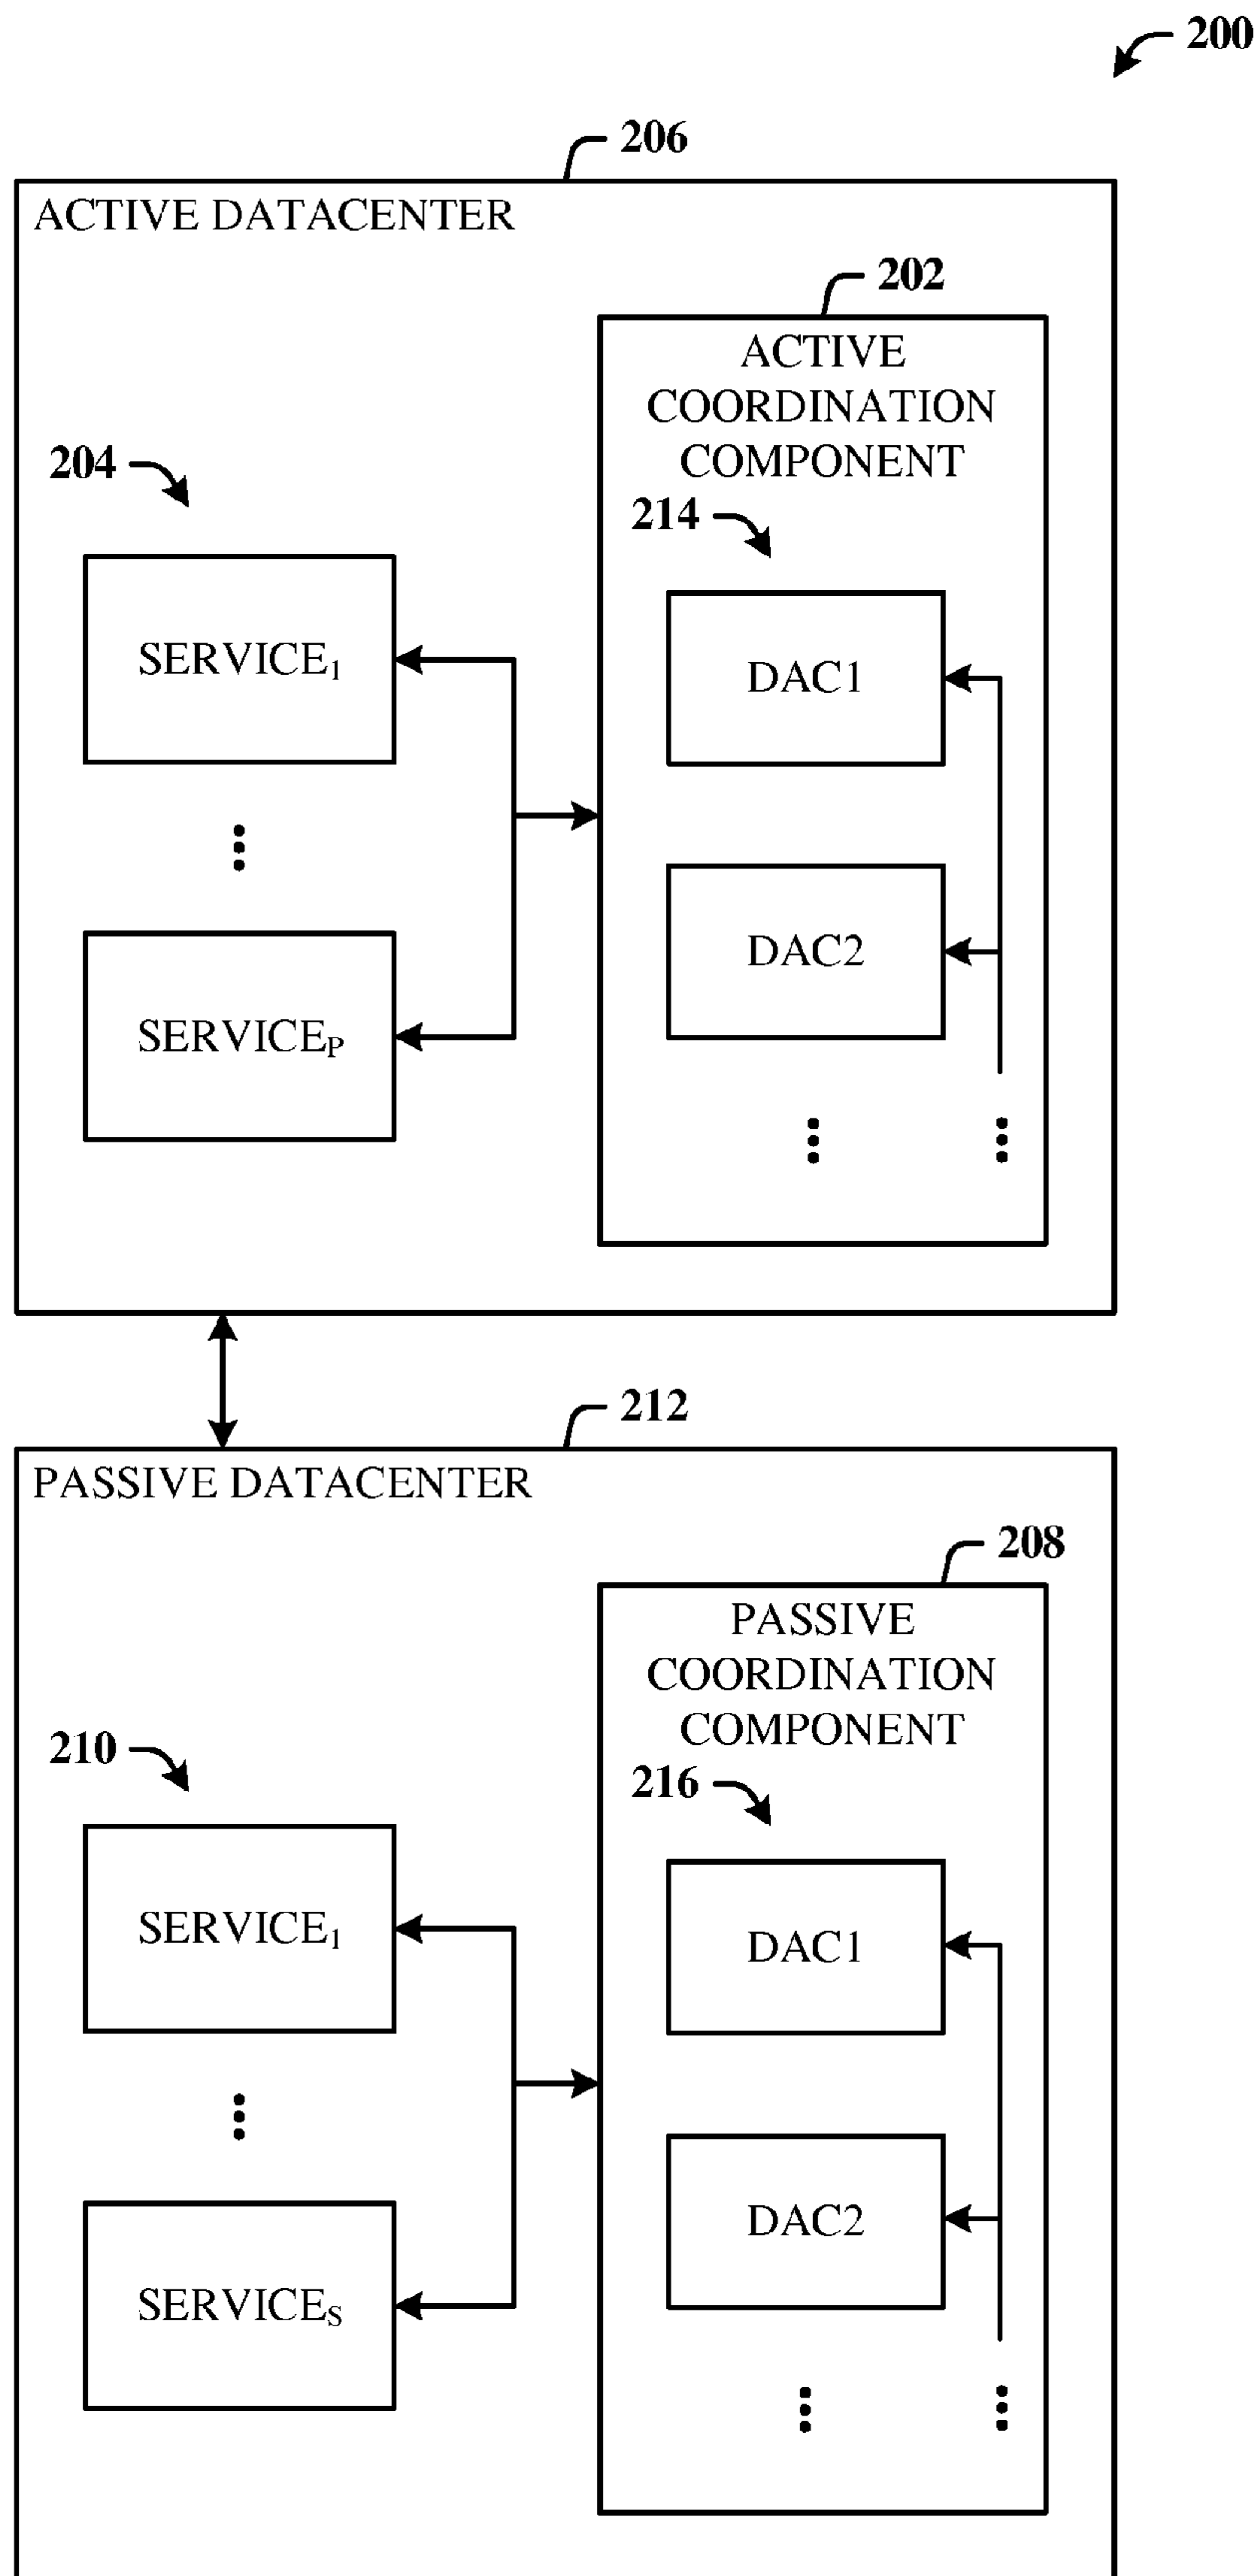 200
206
ACTIVE DATACENTER
202
ACTIVE
COORDINATION
COMPONENT
204
214
SERVICE₁
DAC1
DAC2
SERVICEP
212
PASSIVE DATACENTER
208
PASSIVE
COORDINATION
COMPONENT
210
216
SERVICE₁
DAC1
DAC2
SERVICES